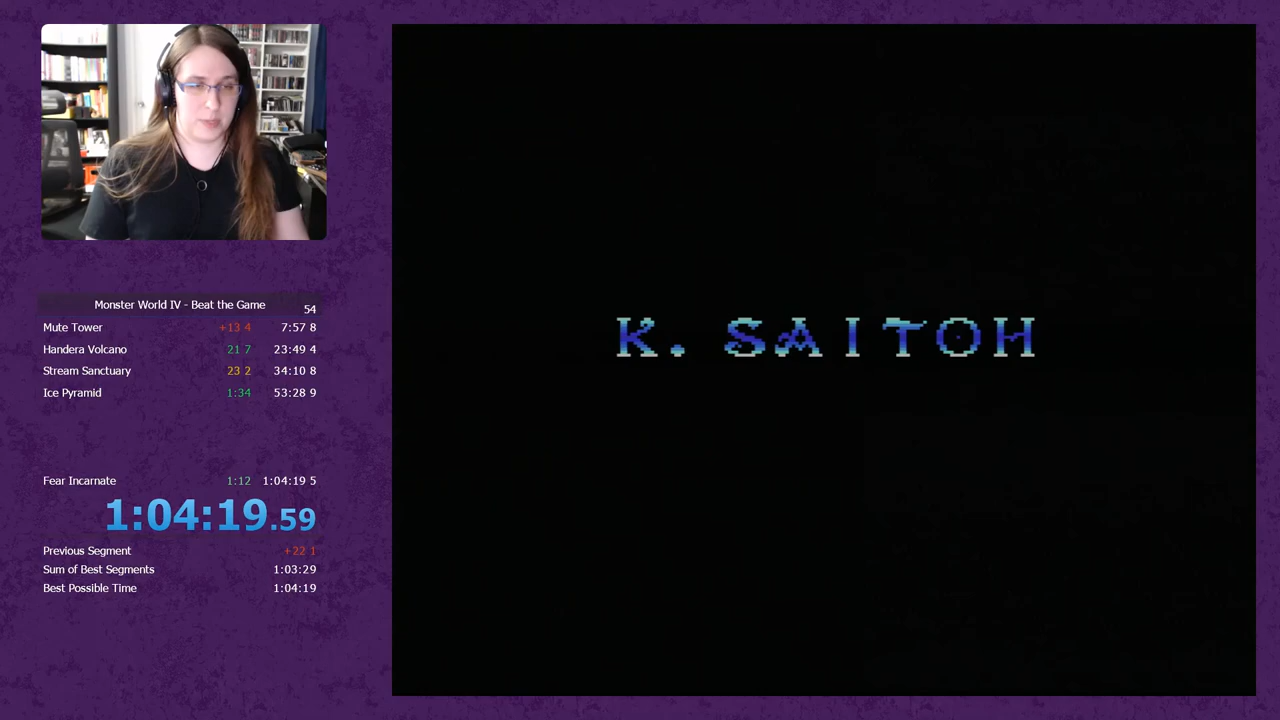 Monster World IV - Beat the Game
54
Mute Tower +13 4 7:57 8
Handera Volcano 21 7 23:49 4
Stream Sanctuary 23 2 34:10 8
Ice Pyramid 1:34 53:28 9
Fear Incarnate 1:12 1:04:19 5
1:04:19.59
Previous Segment +22 1
Sum of Best Segments 1:03:29
Best Possible Time 1:04:19
K. SAITOH